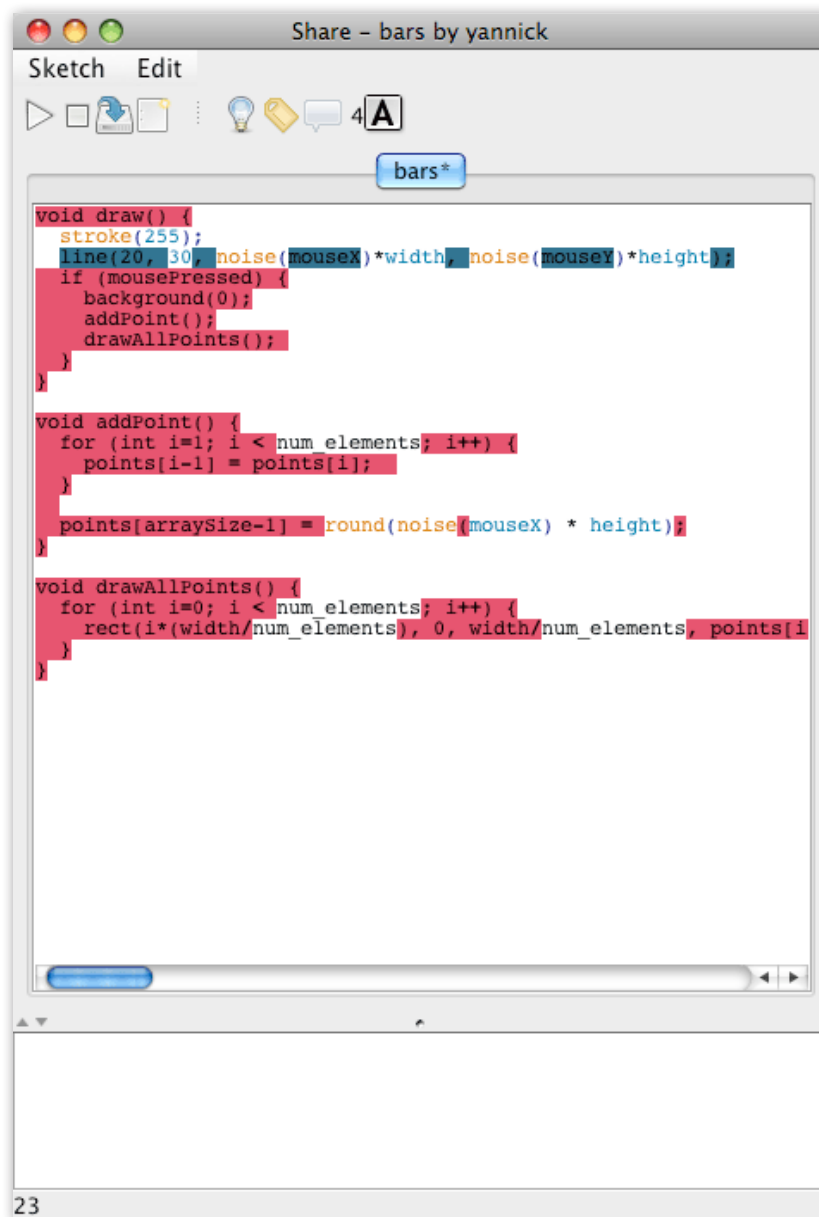 Share – bars by yannick
Sketch Edit
4 A
bars*
void draw() {
  stroke(255);
  line(20, 30, noise(mouseX)*width, noise(mouseY)*height);
  if (mousePressed) {
    background(0);
    addPoint();
    drawAllPoints();
  }
}
void addPoint() {
  for (int i=1; i < num_elements; i++) {
    points[i-1] = points[i];
  }
  points[arraySize-1] = round(noise(mouseX) * height);
}
void drawAllPoints() {
  for (int i=0; i < num_elements; i++) {
    rect(i*(width/num_elements), 0, width/num_elements, points[i
  }
}
23